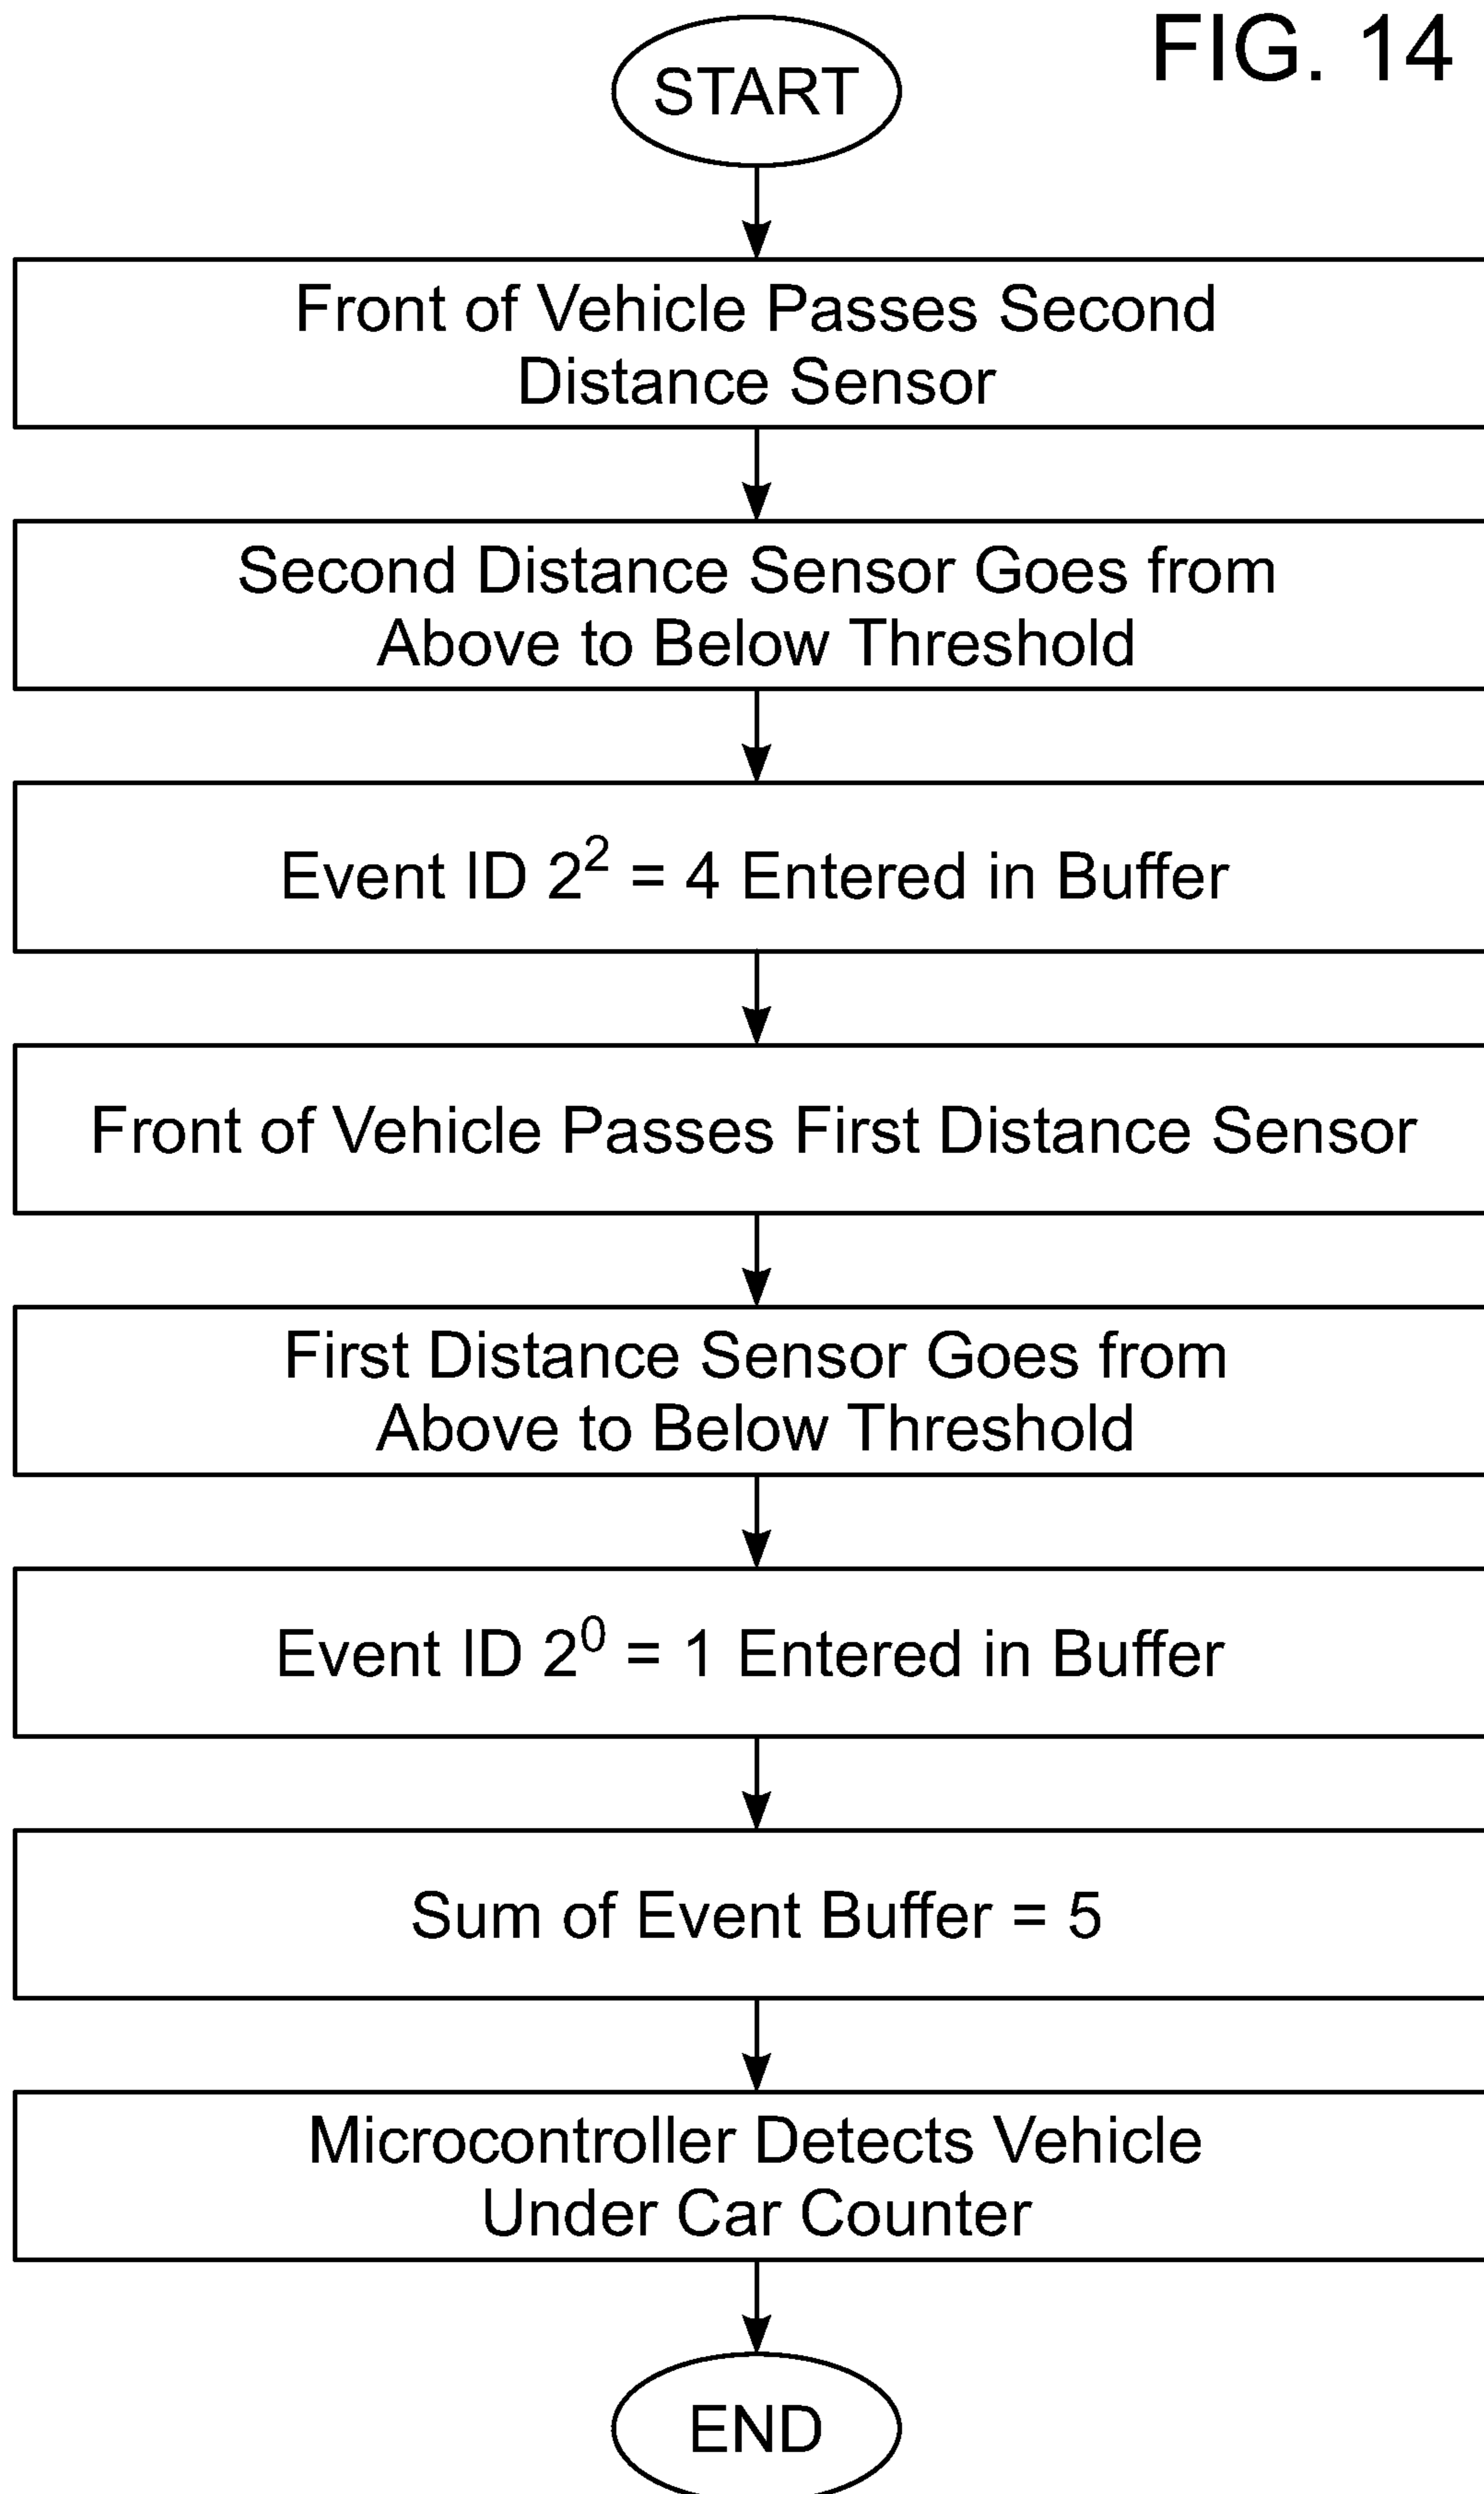 FIG. 14
START
Front of Vehicle Passes Second
Distance Sensor
Second Distance Sensor Goes from
Above to Below Threshold
Event ID 2² = 4 Entered in Buffer
Front of Vehicle Passes First Distance Sensor
First Distance Sensor Goes from
Above to Below Threshold
Event ID 2⁰ = 1 Entered in Buffer
Sum of Event Buffer = 5
Microcontroller Detects Vehicle
Under Car Counter
END